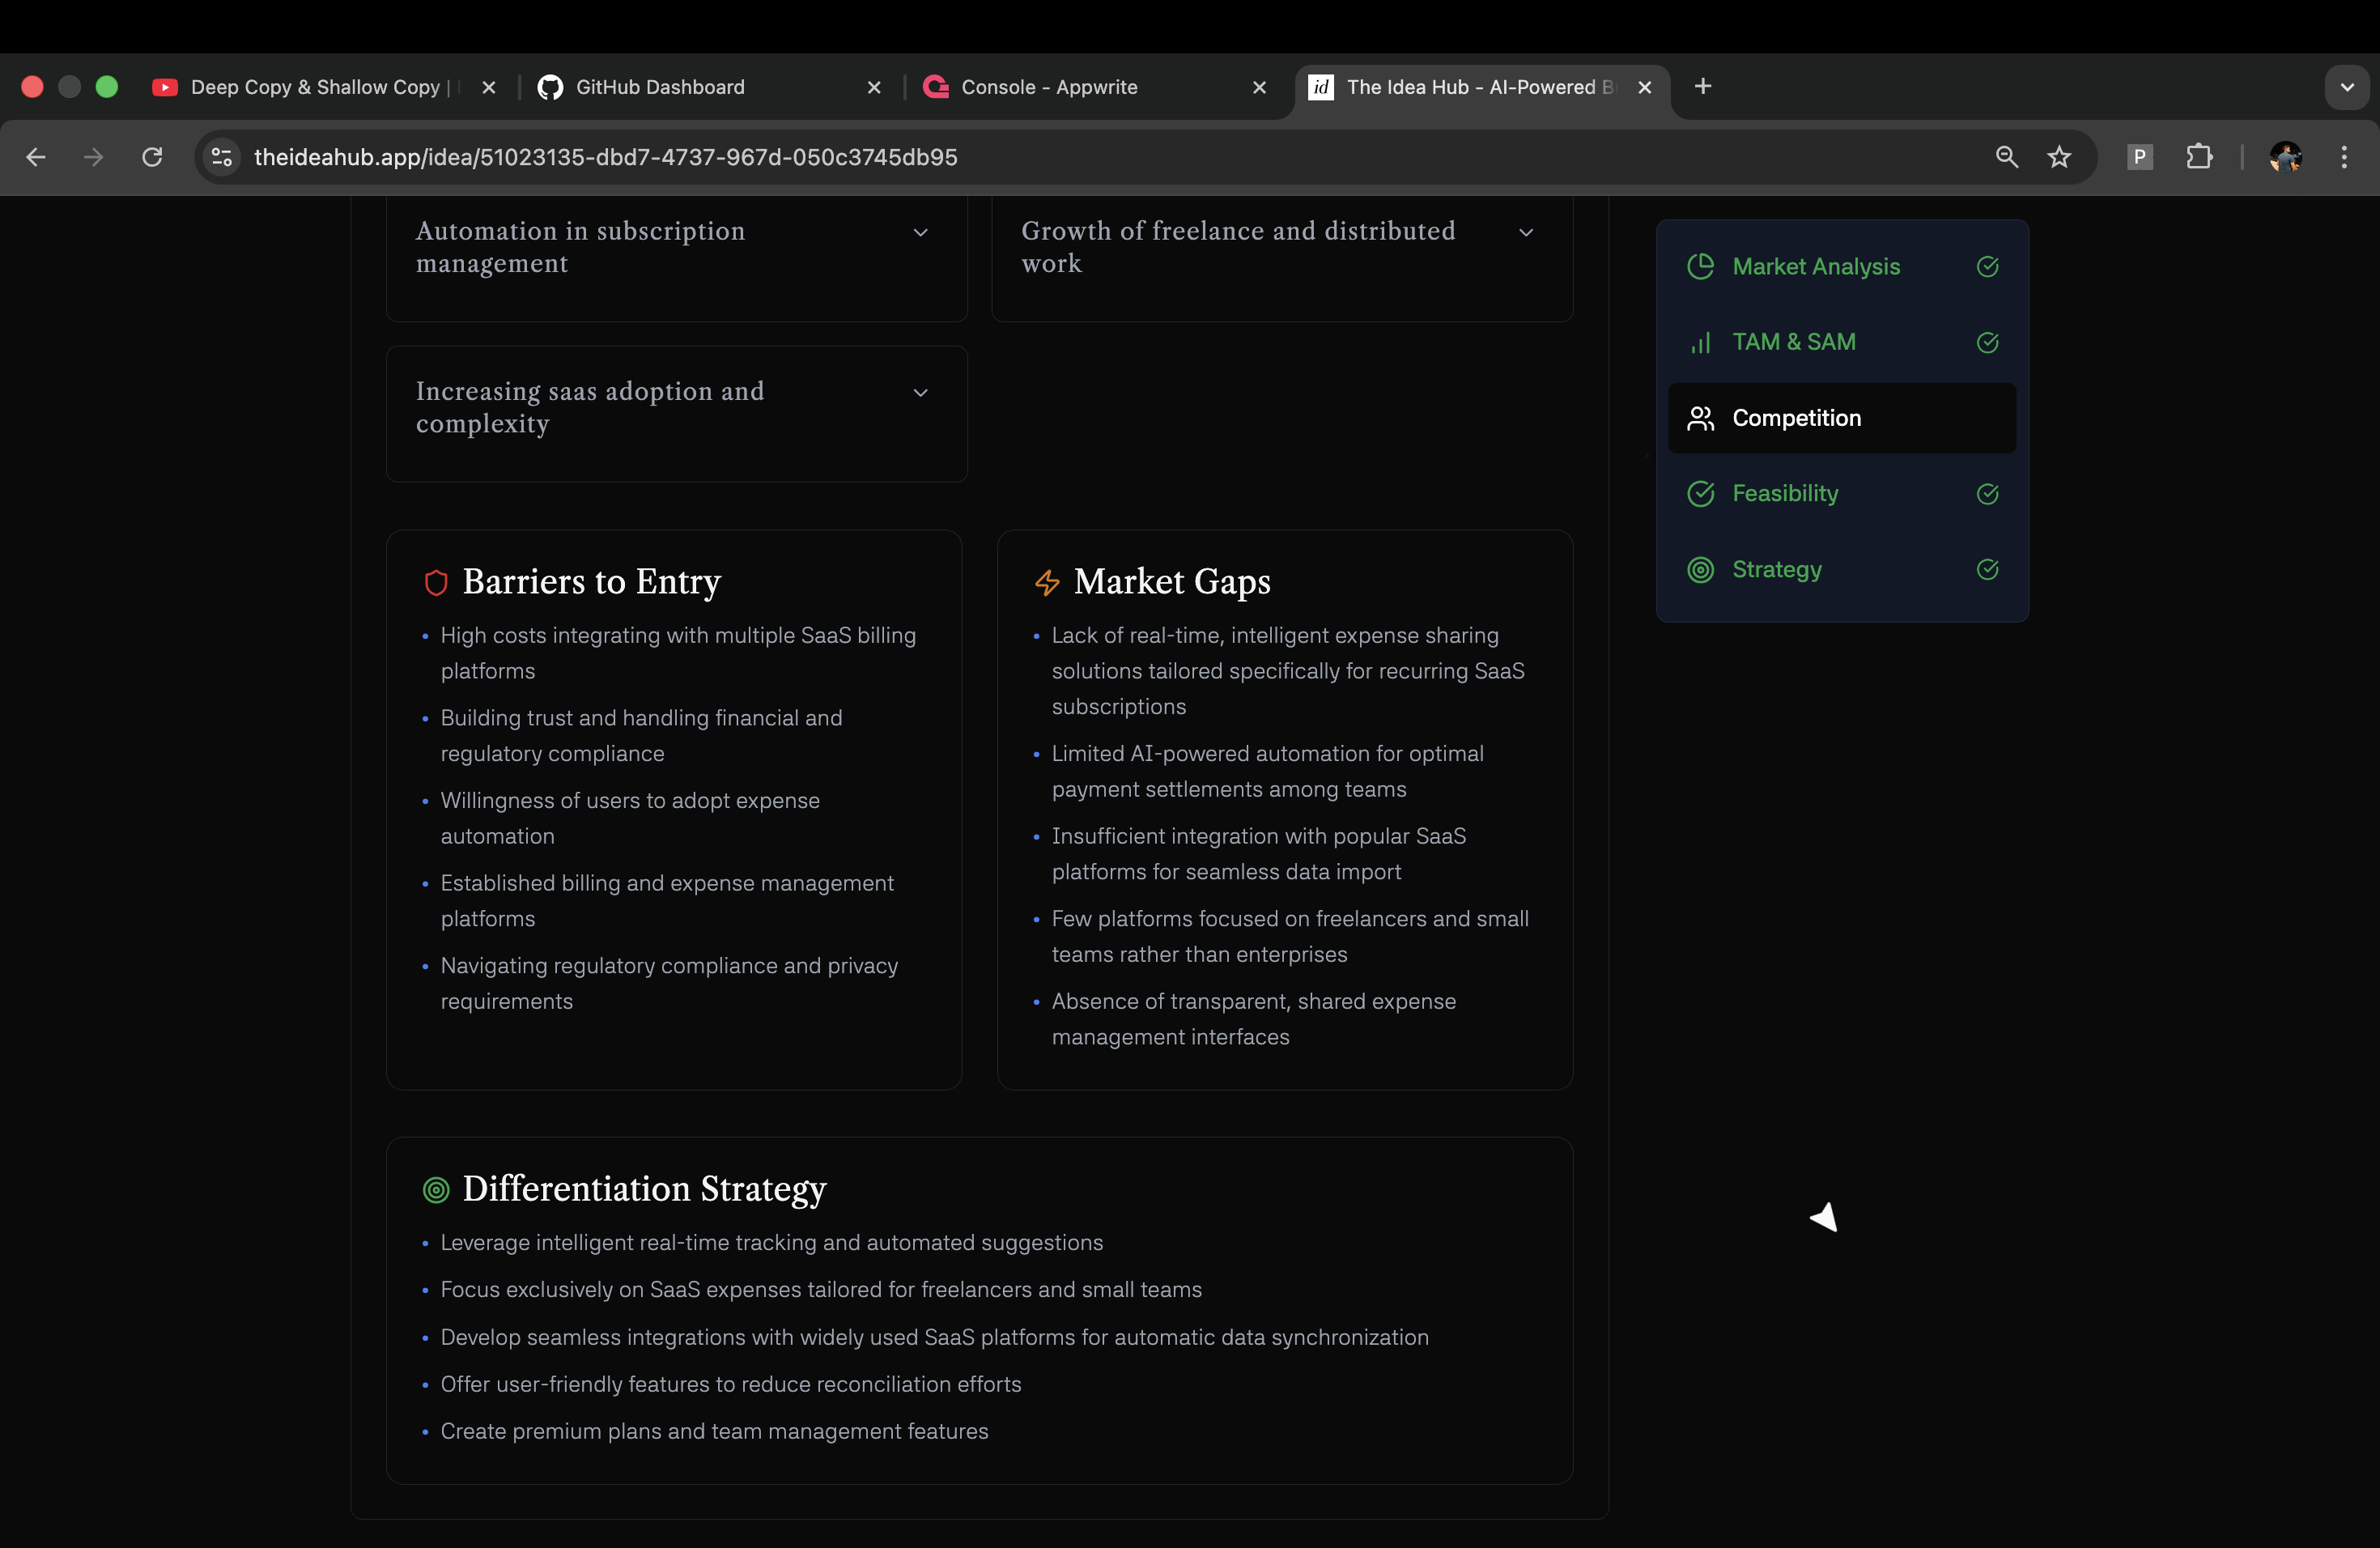 Deep Copy & Shallow Copy |
GitHub Dashboard
Console - Appwrite
id
The Idea Hub - AI-Powered B
theideahub.app/idea/51023135-dbd7-4737-967d-050c3745db95
P
Automation in subscription
management
Growth of freelance and distributed
work
Increasing saas adoption and
complexity
Barriers to Entry
• High costs integrating with multiple SaaS billing
platforms
• Building trust and handling financial and
regulatory compliance
• Willingness of users to adopt expense
automation
• Established billing and expense management
platforms
• Navigating regulatory compliance and privacy
requirements
Market Gaps
• Lack of real-time, intelligent expense sharing
solutions tailored specifically for recurring SaaS
subscriptions
• Limited AI-powered automation for optimal
payment settlements among teams
• Insufficient integration with popular SaaS
platforms for seamless data import
• Few platforms focused on freelancers and small
teams rather than enterprises
• Absence of transparent, shared expense
management interfaces
Differentiation Strategy
• Leverage intelligent real-time tracking and automated suggestions
• Focus exclusively on SaaS expenses tailored for freelancers and small teams
• Develop seamless integrations with widely used SaaS platforms for automatic data synchronization
• Offer user-friendly features to reduce reconciliation efforts
• Create premium plans and team management features
Market Analysis
TAM & SAM
Competition
Feasibility
Strategy